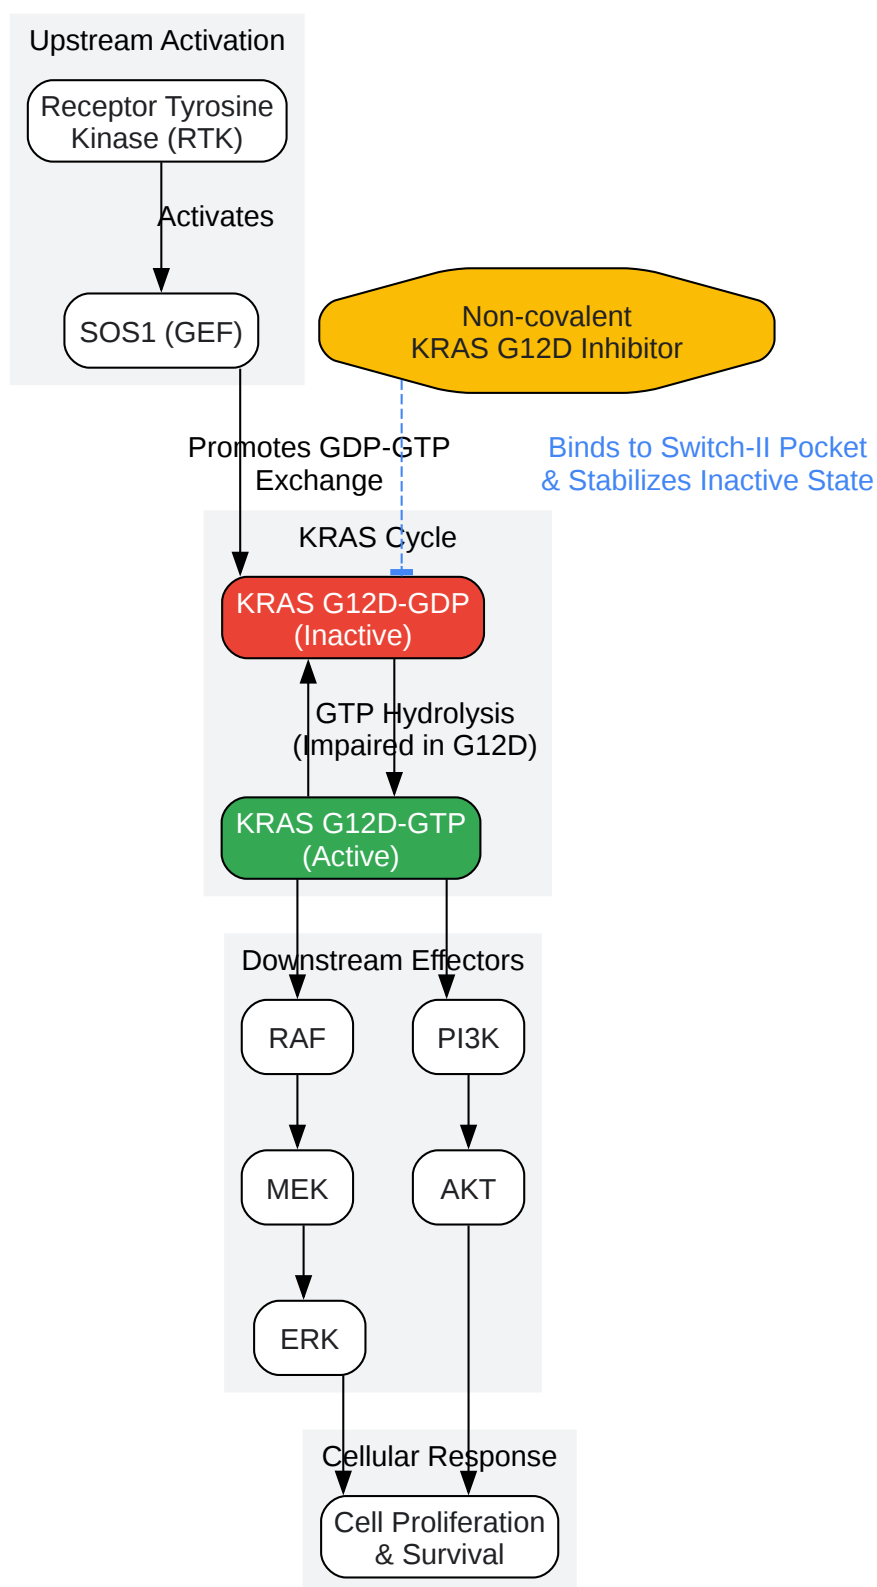 Upstream Activation
Receptor Tyrosine
Kinase (RTK)
Activates
SOS1 (GEF)
Non-covalent
KRAS G12D Inhibitor
Promotes GDP-GTP
Exchange
Binds to Switch-II Pocket
& Stabilizes Inactive State
KRAS Cycle
KRAS G12D-GDP
(Inactive)
GTP Hydrolysis
(Impaired in G12D)
KRAS G12D-GTP
(Active)
Downstream Effectors
RAF
PI3K
MEK
AKT
ERK
Cellular Response
Cell Proliferation
& Survival